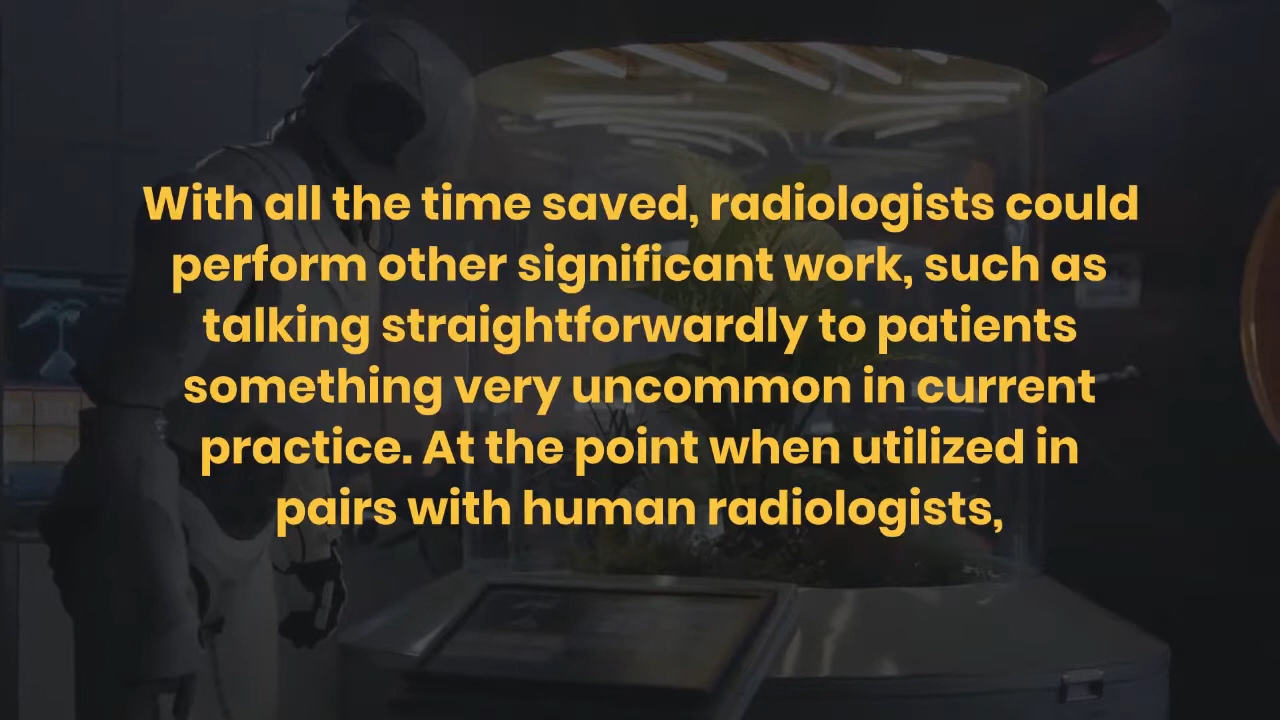 With all the time saved, radiologists could
perform other significant work, such as
talking straightforwardly to patients
something very uncommon in current
practice. At the point when utilized in
pairs with human radiologists,